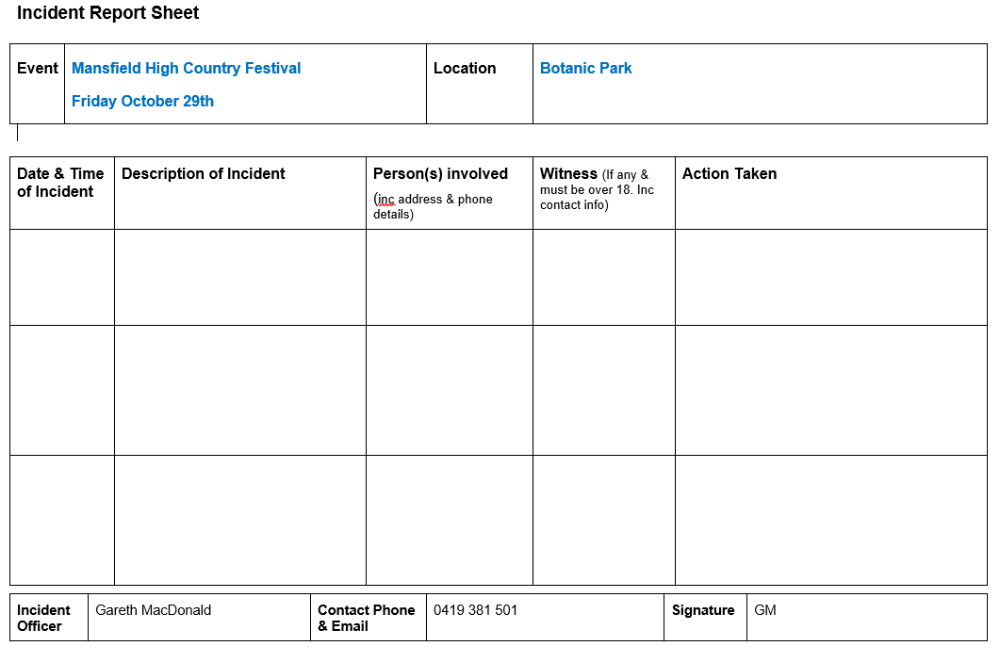 Incident Report Sheet
Event
Mansfield High Country Festival
Friday October 29th
Location
Botanic Park
Date & Time
of Incident
Description of Incident
Person(s) involved
(inc address & phone
details)
Witness (If any &
must be over 18. Inc
contact info)
Action Taken
Incident
Officer
Gareth MacDonald
Contact Phone
& Email
0419 381 501
Signature
GM